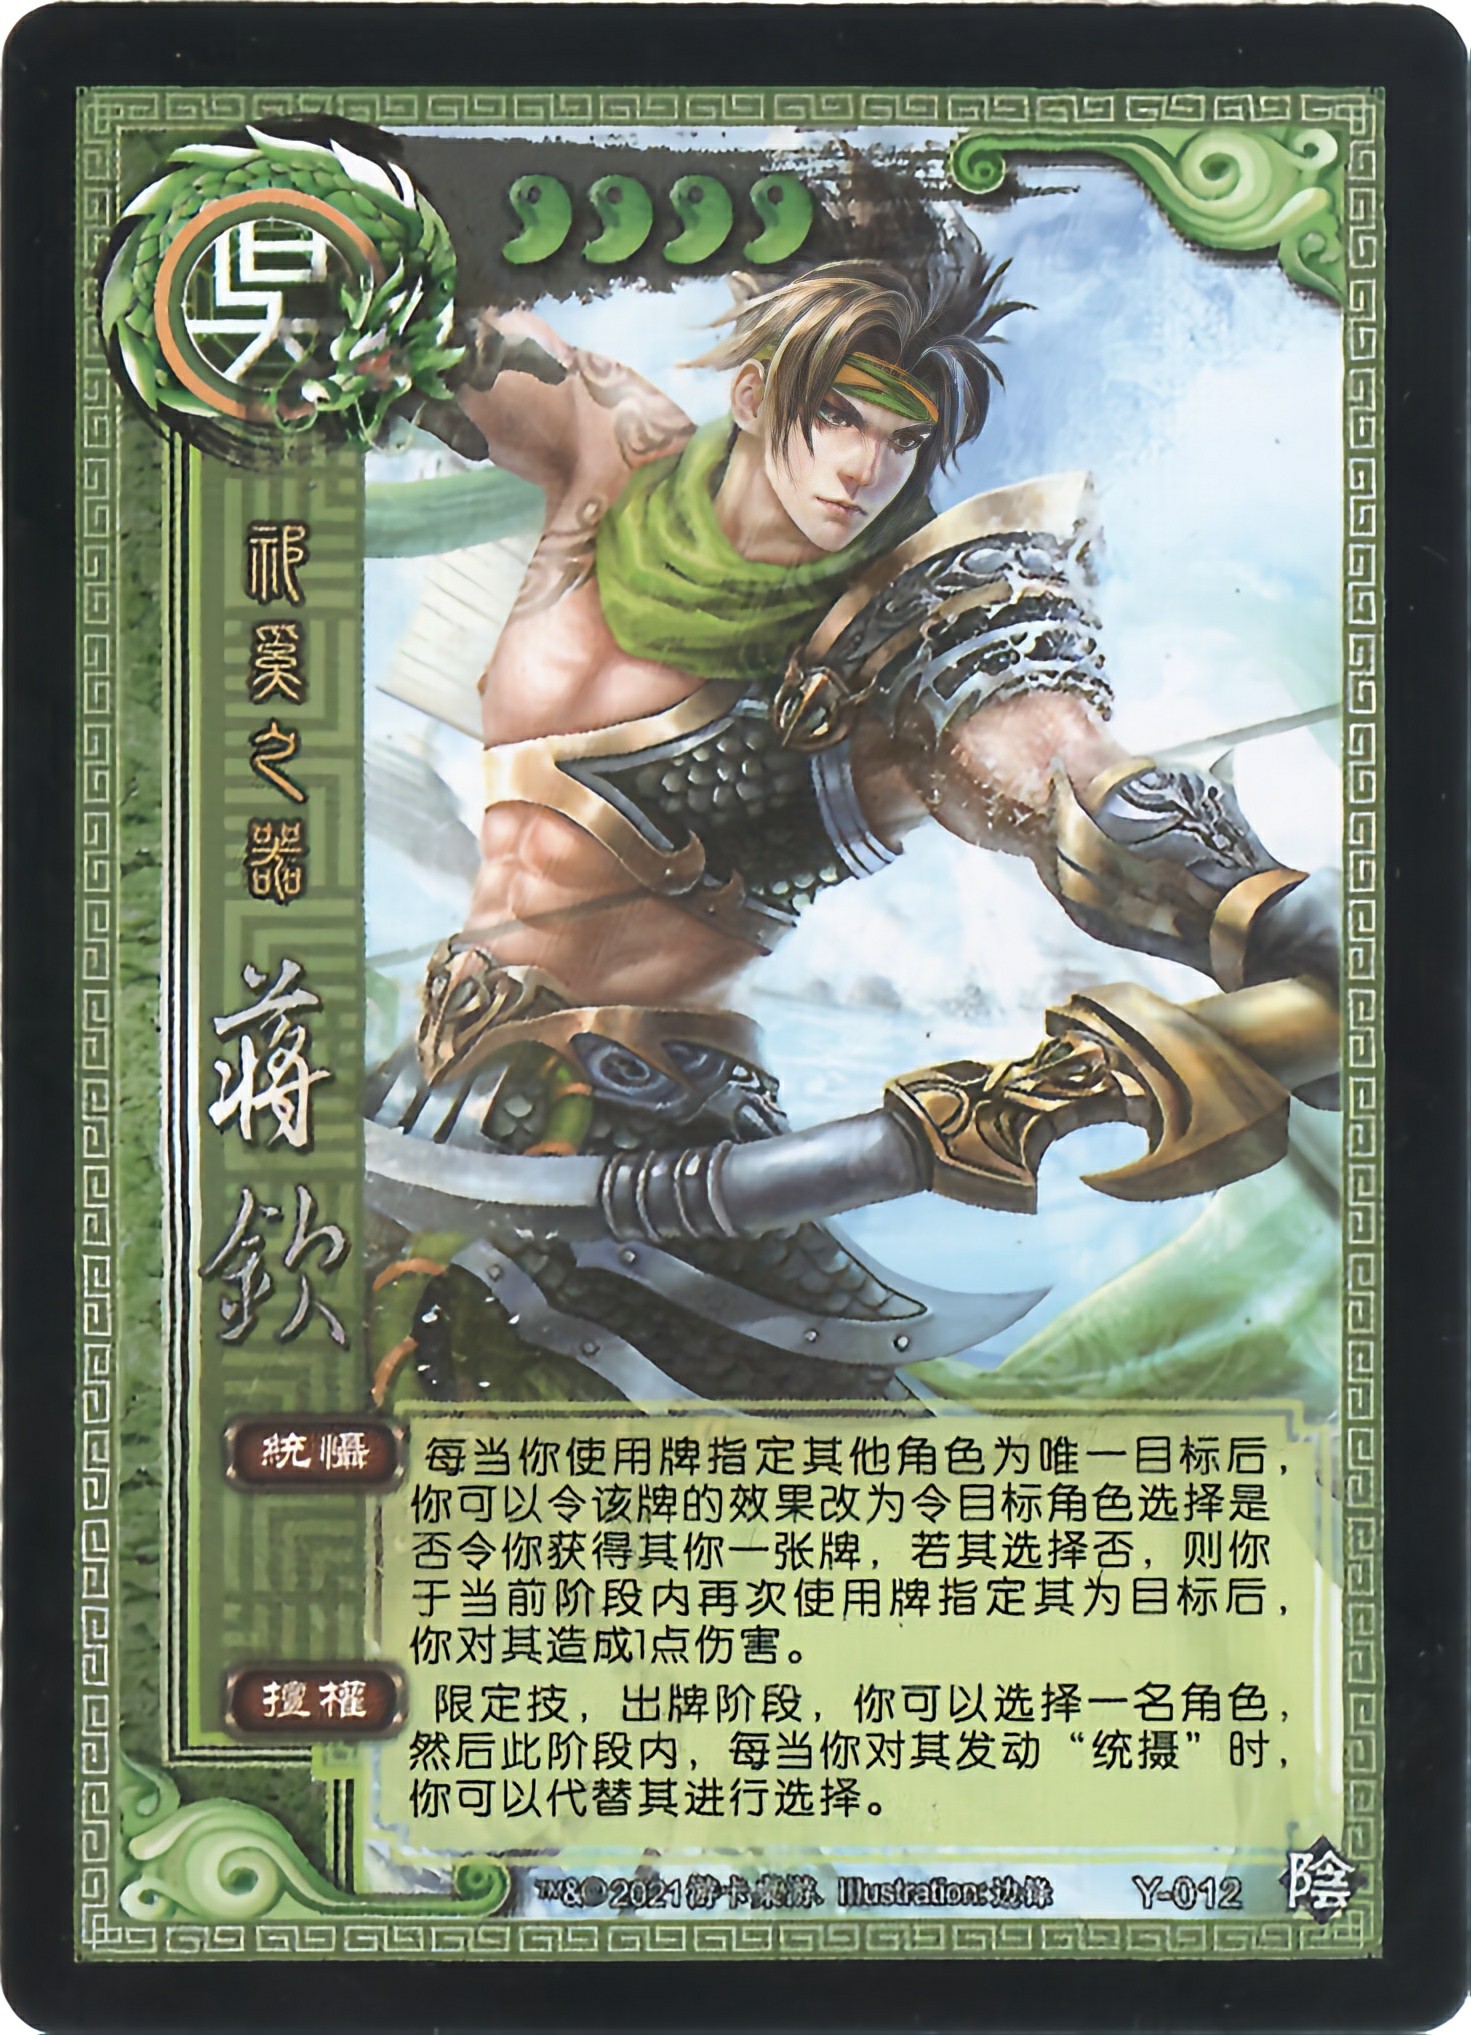 吴
祁奚之器
蔣欽
統懾
每当你使用牌指定其他角色为唯一目标后，
你可以令该牌的效果改为令目标角色选择是
否令你获得其你一张牌，若其选择否，则你
于当前阶段内再次使用牌指定其为目标后，
你对其造成1点伤害。
擅權
限定技，出牌阶段，你可以选择一名角色，
然后此阶段内，每当你对其发动“统摄”时，
你可以代替其进行选择。
™&©2021游卡桌游. Illustration:边锋
Y-012
陰